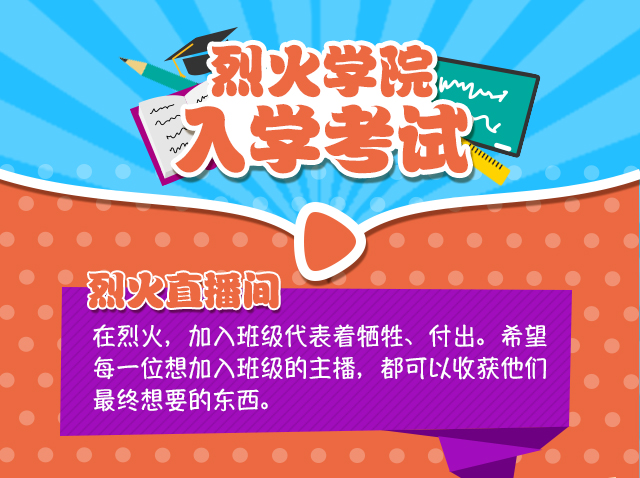 烈火学院
入学考试
烈火直播间
在烈火，加入班级代表着牺牲、付出。希望
每一位想加入班级的主播，都可以收获他们
最终想要的东西。